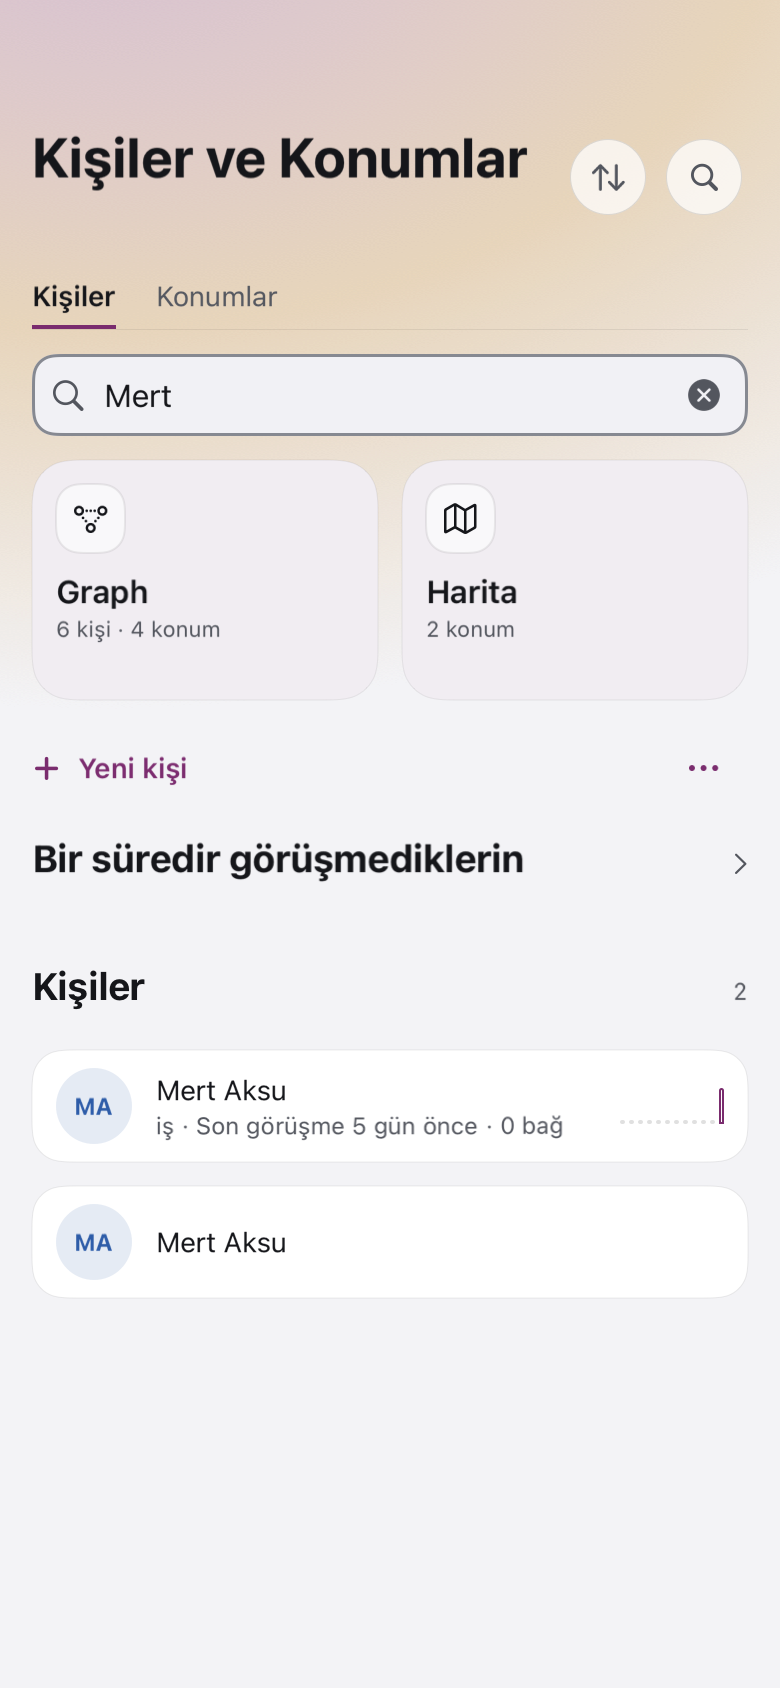 Kişiler ve Konumlar
Kişiler
Konumlar
Mert
Graph
6 kişi · 4 konum
Harita
2 konum
Yeni kişi
Bir süredir görüşmediklerin
Kişiler
2
MA
Mert Aksu
iş · Son görüşme 5 gün önce · 0 bağ
MA
Mert Aksu